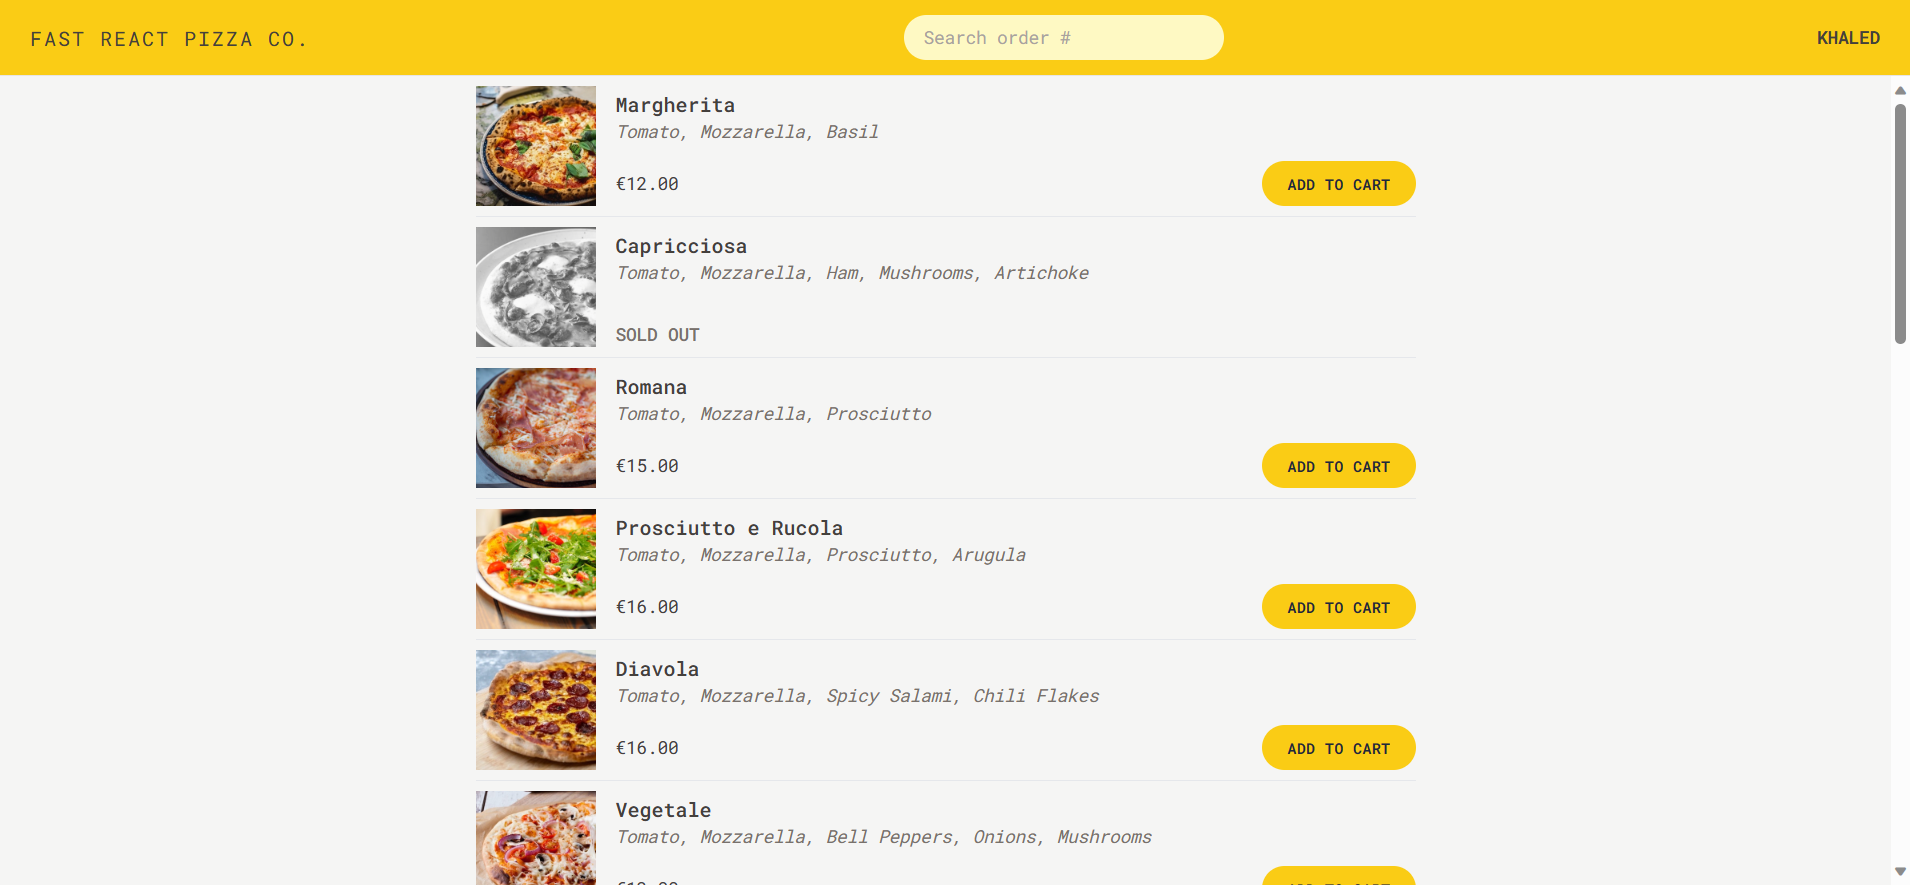 FAST REACT PIZZA CO.
Search order #
KHALED
Margherita
Tomato, Mozzarella, Basil
€12.00
ADD TO CART
Capricciosa
Tomato, Mozzarella, Ham, Mushrooms, Artichoke
SOLD OUT
Romana
Tomato, Mozzarella, Prosciutto
€15.00
ADD TO CART
Prosciutto e Rucola
Tomato, Mozzarella, Prosciutto, Arugula
€16.00
ADD TO CART
Diavola
Tomato, Mozzarella, Spicy Salami, Chili Flakes
€16.00
ADD TO CART
Vegetale
Tomato, Mozzarella, Bell Peppers, Onions, Mushrooms